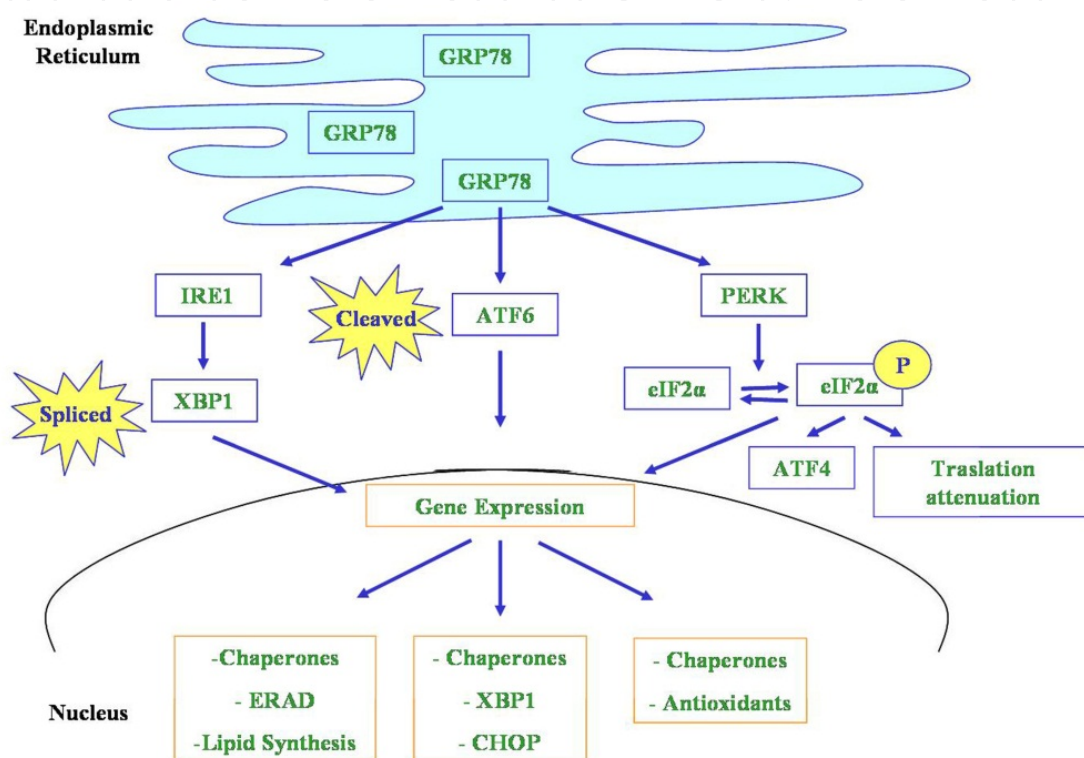 Endoplasmic
Reticulum
GRP78
GRP78
GRP78
IRE1
Cleaved
ATF6
PERK
Spliced
XBP1
eIF2α
eIF2α
P
ATF4
Traslation
attenuation
Gene Expression
-Chaperones
- ERAD
-Lipid Synthesis
- Chaperones
- XBP1
- CHOP
- Chaperones
- Antioxidants
Nucleus